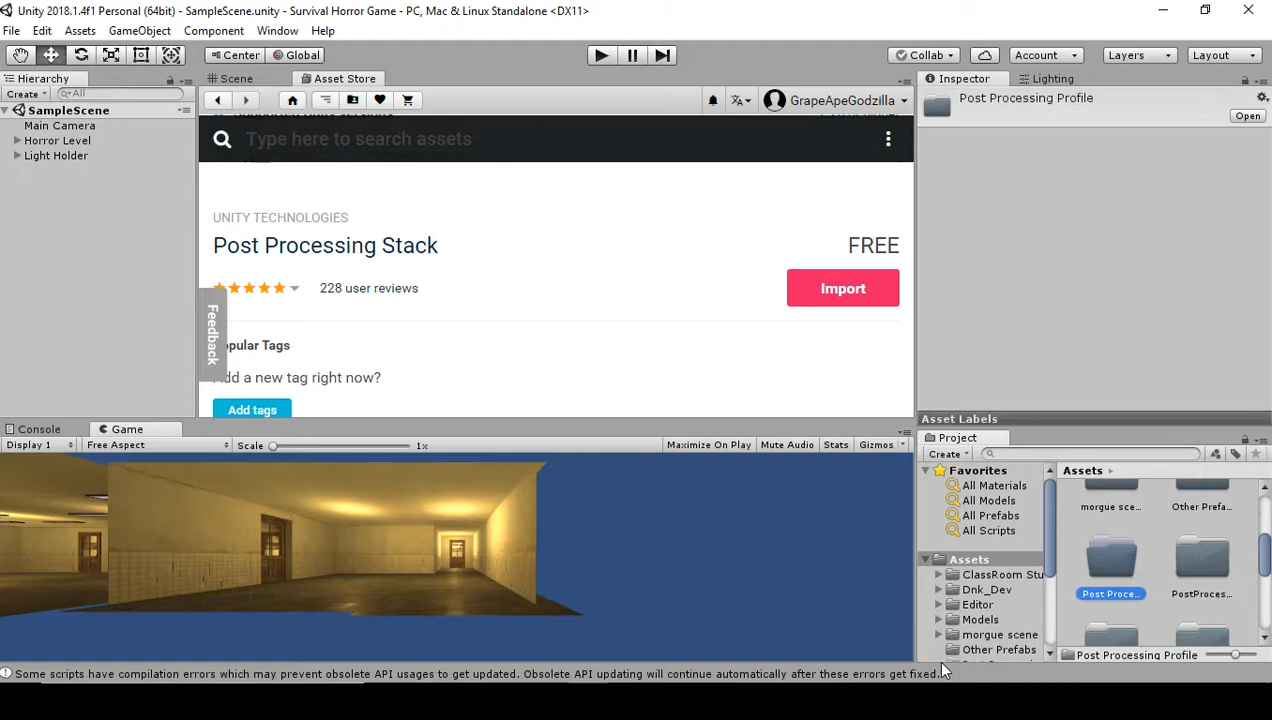 Unity 2018.1.4f1 Personal (64bit) - SampleScene.unity - Survival Horror Game - PC, Mac & Linux Standalone <DX11>
File Edit Assets GameObject Component Window Help
Center Global Collab Account Layers Layout
Hierarchy Scene Asset Store Inspector Lighting
Create All GrapeApeGodzilla Post Processing Profile
Open
SampleScene
Main Camera
Horror Level
Light Holder
Type here to search assets
UNITY TECHNOLOGIES
Post Processing Stack FREE
228 user reviews Import
Feedback
opular Tags
dd a new tag right now?
Add tags
Asset Labels
Console Game Project
Display 1 Free Aspect Scale 1x Maximize On Play Mute Audio Stats Gizmos
Create
Favorites
All Materials
All Models
All Prefabs
All Scripts
Assets
ClassRoom Stu
Dnk_Dev
Editor
Models
morgue scene
Other Prefabs
Assets
morgue sce... Other Prefa...
Post Proce... PostProces...
Post Processing Profile
Some scripts have compilation errors which may prevent obsolete API usages to get updated. Obsolete API updating will continue automatically after these errors get fixed.